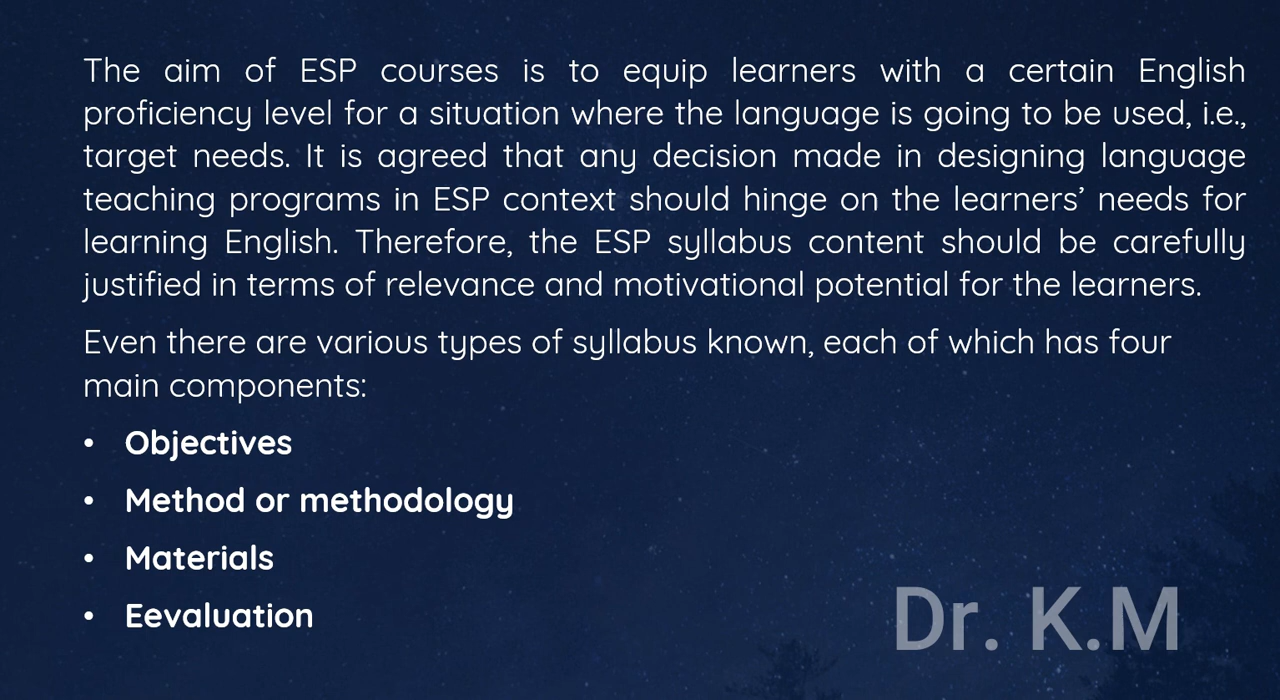 The aim of ESP courses is to equip learners with a certain English
proficiency level for a situation where the language is going to be used, i.e.,
target needs. It is agreed that any decision made in designing language
teaching programs in ESP context should hinge on the learners’ needs for
learning English. Therefore, the ESP syllabus content should be carefully
justified in terms of relevance and motivational potential for the learners.
Even there are various types of syllabus known, each of which has four
main components:
• Objectives
• Method or methodology
• Materials
• Eevaluation
Dr. K.M